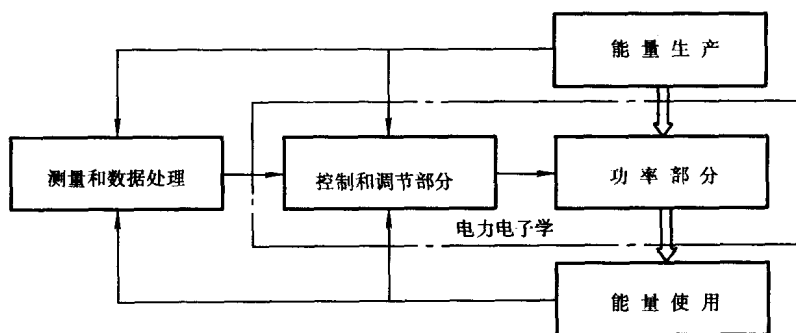 能量生产
测量和数据处理
控制和调节部分
功率部分
电力电子学
能量使用